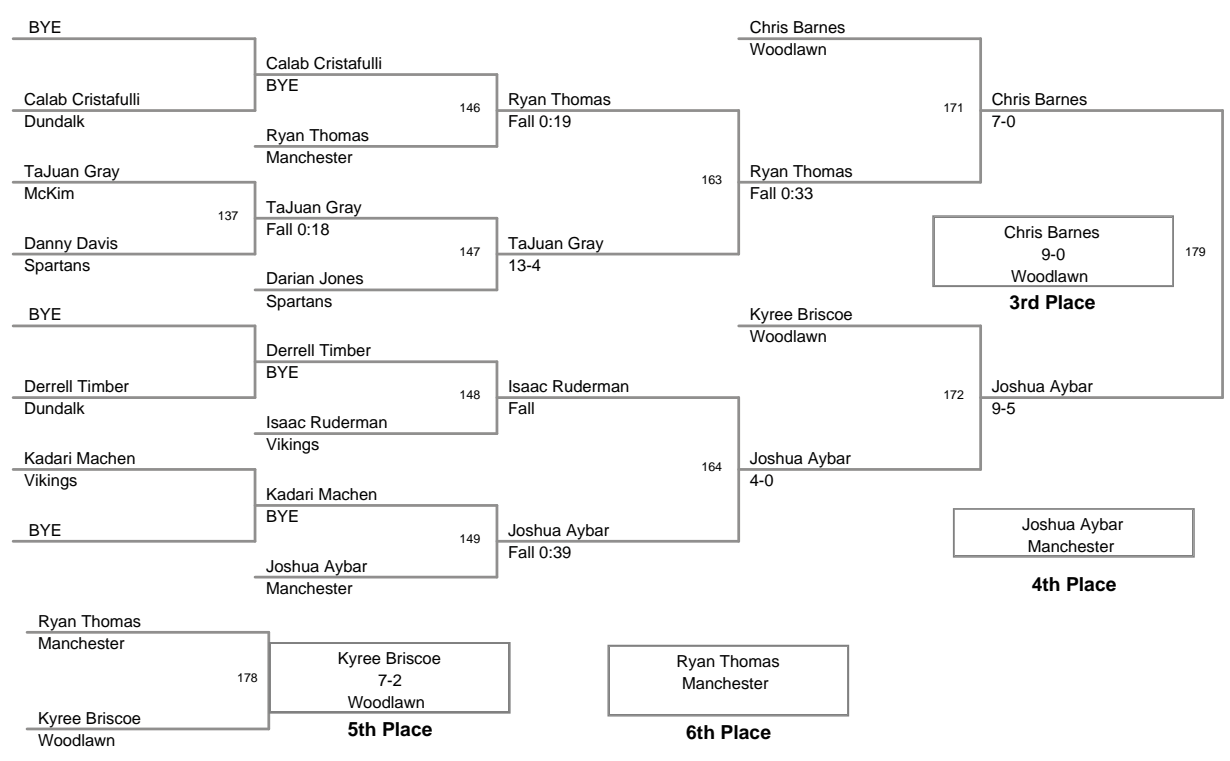 BYE
Calab Cristafulli
Dundalk
TaJuan Gray
McKim
137
Danny Davis
Spartans
BYE
Derrell Timber
Dundalk
Kadari Machen
Vikings
BYE
Calab Cristafulli
BYE
146
Ryan Thomas
Manchester
TaJuan Gray
Fall 0:18
147
Darian Jones
Spartans
Derrell Timber
BYE
148
Isaac Ruderman
Vikings
Kadari Machen
BYE
149
Joshua Aybar
Manchester
Ryan Thomas
Fall 0:19
163
TaJuan Gray
13-4
Isaac Ruderman
Fall
164
Joshua Aybar
Fall 0:39
Chris Barnes
Woodlawn
171
Ryan Thomas
Fall 0:33
Kyree Briscoe
Woodlawn
172
Joshua Aybar
4-0
Chris Barnes
7-0
Chris Barnes
9-0
Woodlawn
179
3rd Place
Joshua Aybar
9-5
Joshua Aybar
Manchester
4th Place
Ryan Thomas
Manchester
178
Kyree Briscoe
Woodlawn
Kyree Briscoe
7-2
Woodlawn
5th Place
Ryan Thomas
Manchester
6th Place